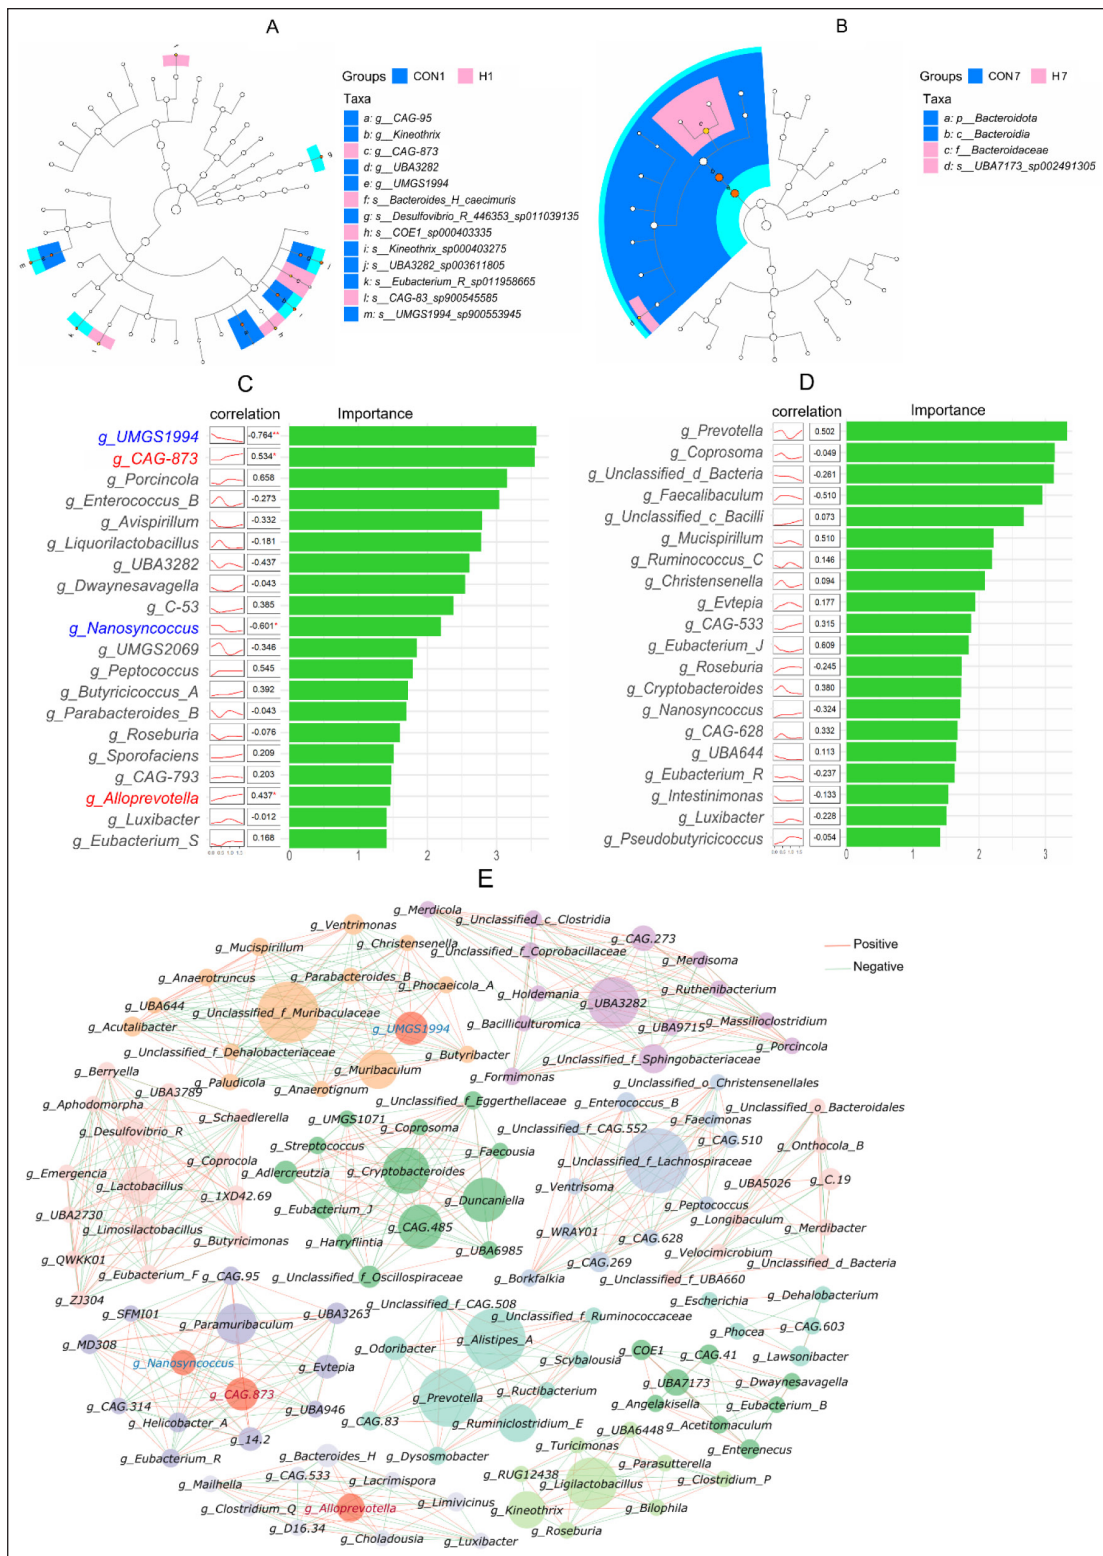 A
B
Groups CON1 H1
Taxa
a: g__CAG-95
b: g__Kineothrix
c: g__CAG-873
d: g__UBA3282
e: g__UMGS1994
f: s__Bacteroides_H_caecimuris
g: s__Desulfovibrio_R_446353_sp011039135
h: s__COE1_sp000403335
i: s__Kineothrix_sp000403275
j: s__UBA3282_sp003611805
k: s__Eubacterium_R_sp011958665
l: s__CAG-83_sp900545585
m: s__UMGS1994_sp900553945
Groups CON7 H7
Taxa
a: p__Bacteroidota
b: c__Bacteroidia
c: f__Bacteroidaceae
d: s__UBA7173_sp002491305
C
correlation Importance
g_UMGS1994 -0.764**
g_CAG-873 0.534*
g_Porcincola 0.658
g_Enterococcus_B -0.273
g_Avispirillum -0.332
g_Liquorilactobacillus -0.181
g_UBA3282 -0.437
g_Dwaynesavagella -0.043
g_C-53 0.385
g_Nanosyncoccus -0.601*
g_UMGS2069 -0.346
g_Peptococcus 0.545
g_Butyricicoccus_A 0.392
g_Parabacteroides_B -0.043
g_Roseburia -0.076
g_Sporofaciens 0.209
g_CAG-793 0.203
g_Alloprevotella 0.437*
g_Luxibacter -0.012
g_Eubacterium_S 0.168
0 1 2 3
D
correlation Importance
g_Prevotella 0.502
g_Coprosoma -0.049
g_Unclassified_d_Bacteria -0.261
g_Faecalibaculum -0.510
g_Unclassified_c_Bacilli 0.073
g_Mucispirillum 0.510
g_Ruminococcus_C 0.146
g_Christensenella 0.094
g_Evtepia 0.177
g_CAG-533 0.315
g_Eubacterium_J 0.609
g_Roseburia -0.245
g_Cryptobacteroides 0.380
g_Nanosyncoccus -0.324
g_CAG-628 0.332
g_UBA644 0.113
g_Eubacterium_R -0.237
g_Intestinimonas -0.133
g_Luxibacter -0.228
g_Pseudobutyricicoccus -0.054
0 1 2 3
E
Positive
Negative
g_Merdicola
g_Ventrimonas
g_Unclassified_c_Clostridia
g_Mucispirillum
g_Christensenella
g_CAG.273
g_Unclassified_f_Coprobacillaceae
g_Merdisoma
g_Anaerotruncus
g_Parabacteroides_B
g_Phocaeicola_A
g_Ruthenibacterium
g_UBA644
g_Holdemania
g_UBA3282
g_Unclassified_f_Muribaculaceae
g_Acutalibacter
g_UMGS1994
g_Bacilliculturomica
g_UBA9715
g_Massilioclostridium
g_Unclassified_f_Dehalobacteriaceae
g_Butyribacter
g_Porcincola
g_Unclassified_f_Sphingobacteriaceae
g_Berryella
g_Muribaculum
g_Formimonas
g_Paludicola
g_Anaerotignum
g_Unclassified_o_Christensenellales
g_UBA3789
g_Unclassified_f_Eggerthellaceae
g_Enterococcus_B
g_Aphodomorpha
g_Schaedlerella
g_UMGS1071
g_Coprosoma
g_Faecimonas
g_Unclassified_o_Bacteroidales
g_Desulfovibrio_R
g_Unclassified_f_CAG.552
g_CAG.510
g_Streptococcus
g_Faecousia
g_Onthocola_B
g_Coprocola
g_Unclassified_f_Lachnospiraceae
g_Emergencia
g_Adlercreutzia
g_Cryptobacteroides
g_UBA5026
g_C.19
g_Lactobacillus
g_1XD42.69
g_Ventrisoma
g_Duncaniella
g_Peptococcus
g_UBA2730
g_Eubacterium_J
g_Longibaculum
g_Limosilactobacillus
g_CAG.485
g_WRAY01
g_Merdibacter
g_Butyricimonas
g_Harryflintia
g_CAG.628
g_UBA6985
g_Velocimicrobium
g_QWKK01
g_CAG.269
g_Unclassified_d_Bacteria
g_Eubacterium_F
g_CAG.95
g_Unclassified_f_Oscillospiraceae
g_Borkfalkia
g_Unclassified_f_UBA660
g_ZJ304
g_Unclassified_f_CAG.508
g_Escherichia
g_Dehalobacterium
g_SFMI01
g_UBA3263
g_Unclassified_f_Ruminococcaceae
g_Paramuribaculum
g_Phocea
g_CAG.603
g_MD308
g_Alistipes_A
g_Odoribacter
g_COE1
g_CAG.41
g_Nanosyncoccus
g_Evtepia
g_Scybalousia
g_Lawsonibacter
g_UBA7173
g_Dwaynesavagella
g_CAG.873
g_Prevotella
g_Ructibacterium
g_CAG.314
g_UBA946
g_Angelakisella
g_Eubacterium_B
g_Helicobacter_A
g_CAG.83
g_Ruminiclostridium_E
g_Acetitomaculum
g_14.2
g_UBA6448
g_Enterenecus
g_Eubacterium_R
g_Bacteroides_H
g_Dysosmobacter
g_Turicimonas
g_Parasutterella
g_CAG.533
g_RUG12438
g_Clostridium_P
g_Mailhella
g_Lacrimispora
g_Ligilactobacillus
g_Clostridium_Q
g_Alloprevotella
g_Limivicinus
g_Kineothrix
g_Bilophila
g_D16.34
g_Roseburia
g_Choladousia
g_Luxibacter